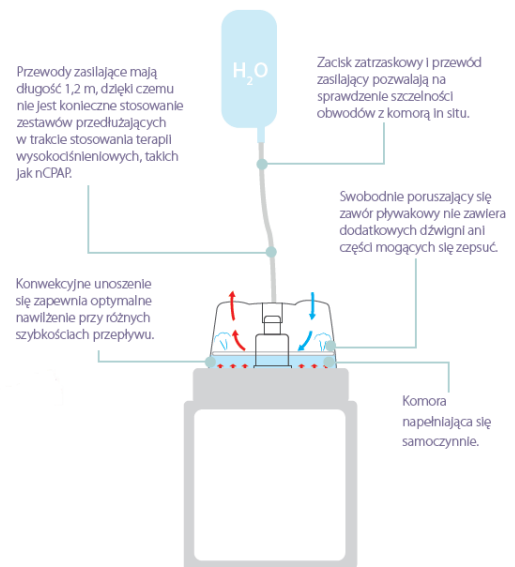 H₂O
Przewody zasilające mają
długość 1,2 m, dzięki czemu
nie jest konieczne stosowanie
zestawów przedłużających
w trakcie stosowania terapii
wysokociśnieniowych, takich
jak nCPAP.
Zacisk zatrzaskowy i przewód
zasilający pozwalają na
sprawdzenie szczelności
obwodów z komorą in situ.
Swobodnie poruszający się
zawór pływakowy nie zawiera
dodatkowych dźwigni ani
części mogących się zepsuć.
Konwekcyjne unoszenie
się zapewnia optymalne
nawilżenie przy różnych
szybkościach przepływu.
Komora
napełniająca się
samoczynnie.